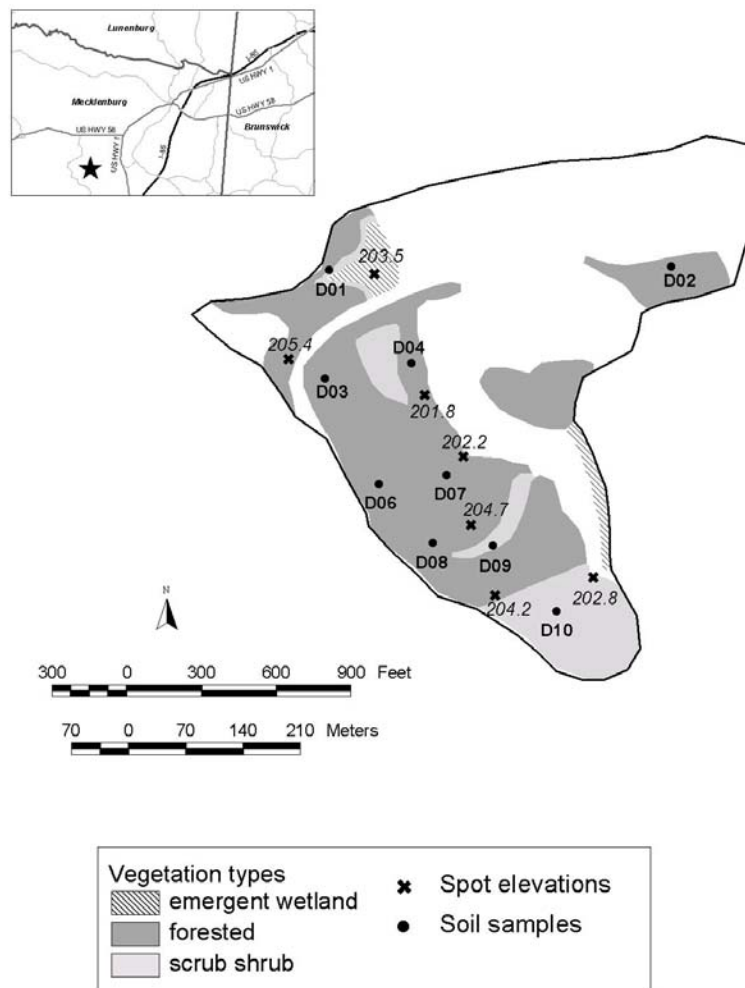 Lunenburg
I-85
US HWY 1
Mecklenburg
US HWY 58
Brunswick
US HWY 58
US HWY 1
I-85
203.5
D01
D02
205.4
D04
D03
201.8
202.2
D07
D06
204.7
D08
D09
204.2
202.8
D10
N
300 0 300 600 900 Feet
70 0 70 140 210 Meters
Vegetation types
emergent wetland
forested
scrub shrub
Spot elevations
Soil samples